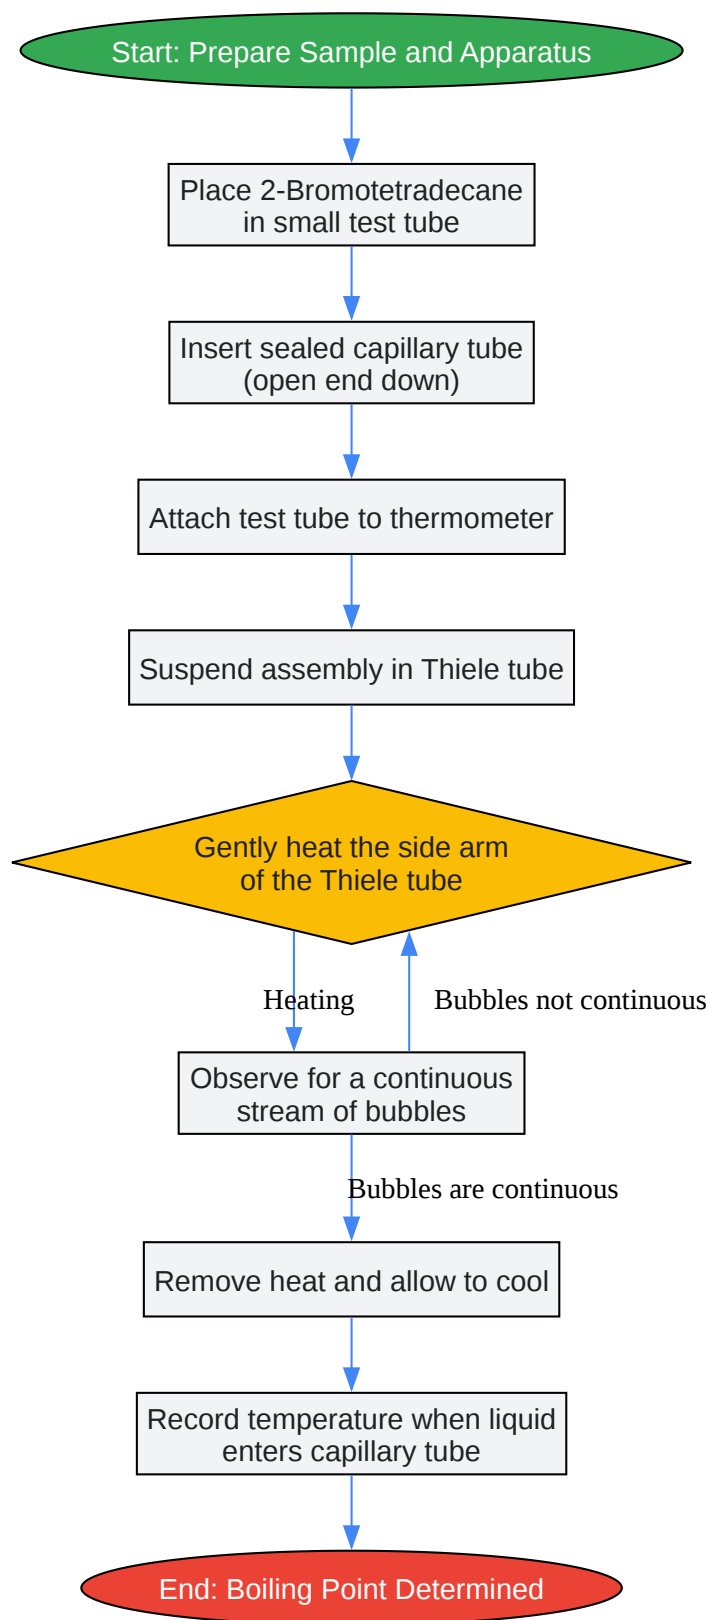 Start: Prepare Sample and Apparatus
Place 2-Bromotetradecane
in small test tube
Insert sealed capillary tube
(open end down)
Attach test tube to thermometer
Suspend assembly in Thiele tube
Gently heat the side arm
of the Thiele tube
Heating
Bubbles not continuous
Observe for a continuous
stream of bubbles
Bubbles are continuous
Remove heat and allow to cool
Record temperature when liquid
enters capillary tube
End: Boiling Point Determined